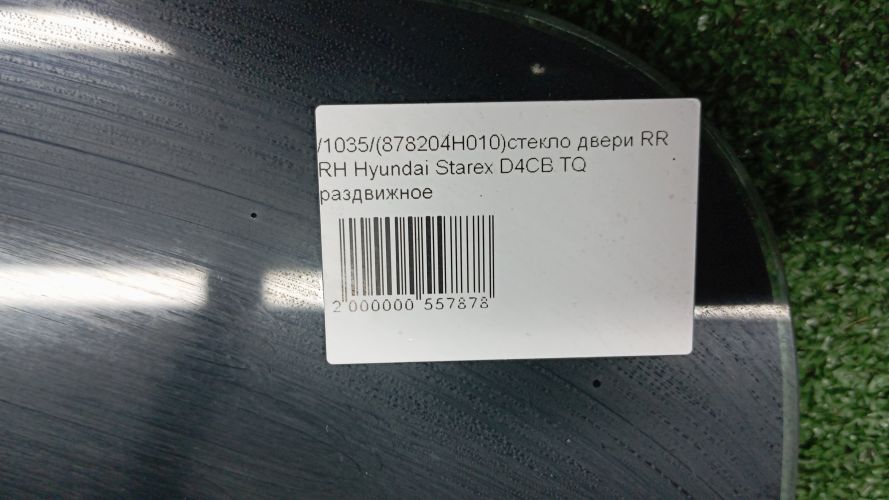 /1035/(878204H010)стекло двери RR
RH Hyundai Starex D4CB TQ
раздвижное
2 000000 557878